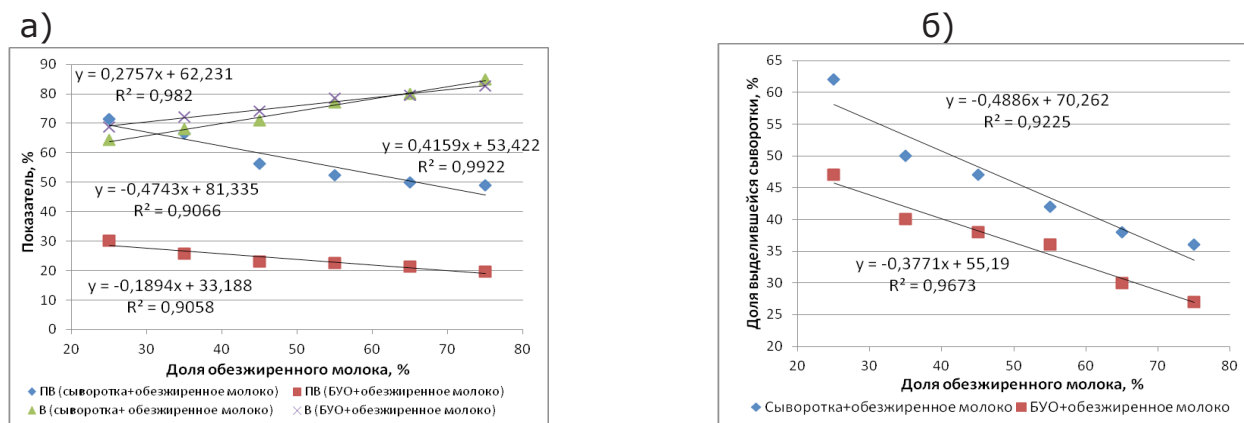 а)
90
80
70
60
50
40
30
20
10
0
Показатель, %
y = 0,2757x + 62,231
R² = 0,982
y = 0,4159x + 53,422
R² = 0,9922
y = -0,4743x + 81,335
R² = 0,9066
y = -0,1894x + 33,188
R² = 0,9058
20 30 40 50 60 70 80
Доля обезжиренного молока, %
ПВ (сыворотка+обезжиренное молоко) ПВ (БУО+обезжиренное молоко)
В (сыворотка+ обезжиренное молоко) В (БУО+обезжиренное молоко)
б)
65
60
55
50
45
40
35
30
25
20
Доля выделившейся сыворотки, %
y = -0,4886x + 70,262
R² = 0,9225
y = -0,3771x + 55,19
R² = 0,9673
20 30 40 50 60 70 80
Доля обезжиренного молока, %
Сыворотка+обезжиренное молоко БУО+обезжиренное молоко